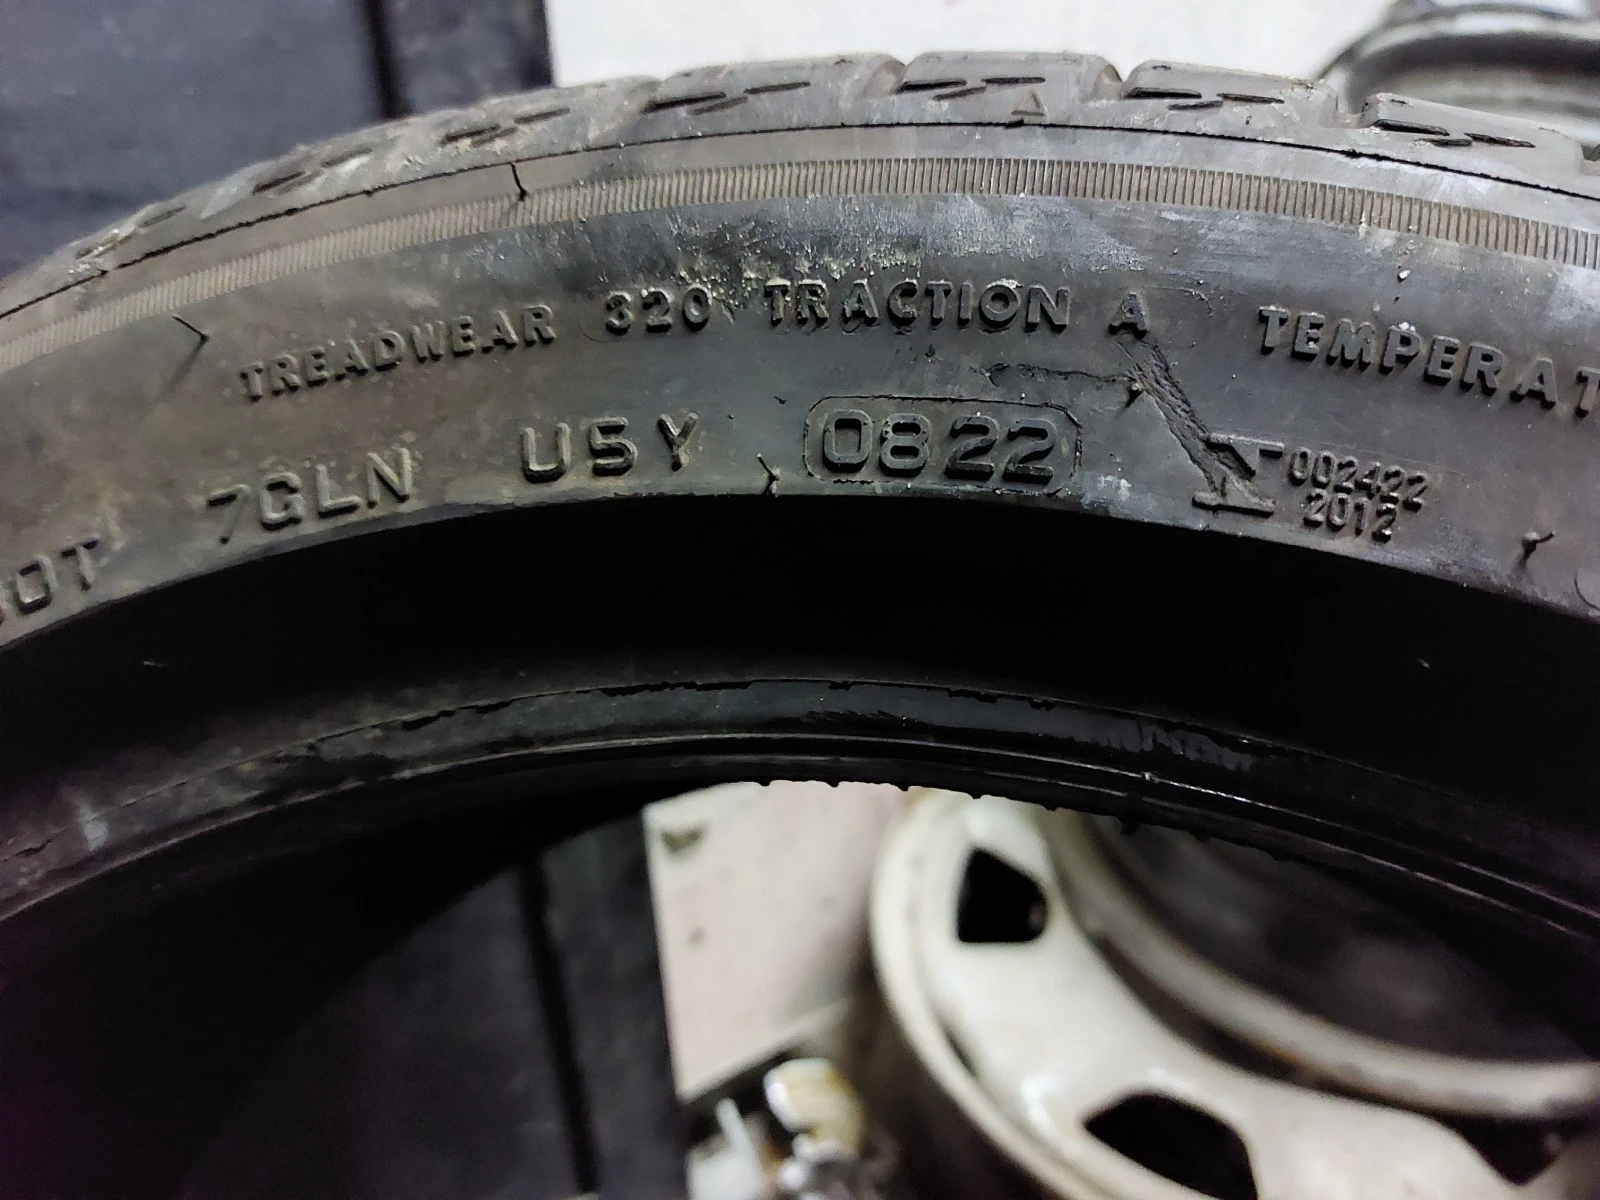 TREADWEAR 320 TRACTION A TEMPERAT
DOT 7GLN U5Y 0822 I 002422
2012